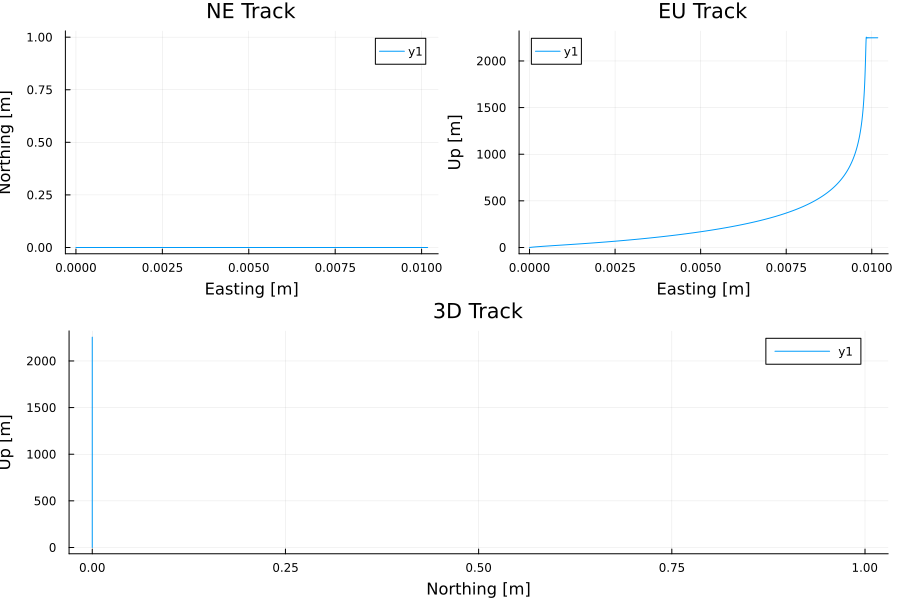 NE Track
1.00
0.75
0.50
0.25
0.00
Northing [m]
y1
0.0000 0.0025 0.0050 0.0075 0.0100
Easting [m]
EU Track
2000
1500
1000
500
0
Up [m]
y1
0.0000 0.0025 0.0050 0.0075 0.0100
Easting [m]
3D Track
2000
1500
1000
500
0
Up [m]
y1
0.00 0.25 0.50 0.75 1.00
Northing [m]